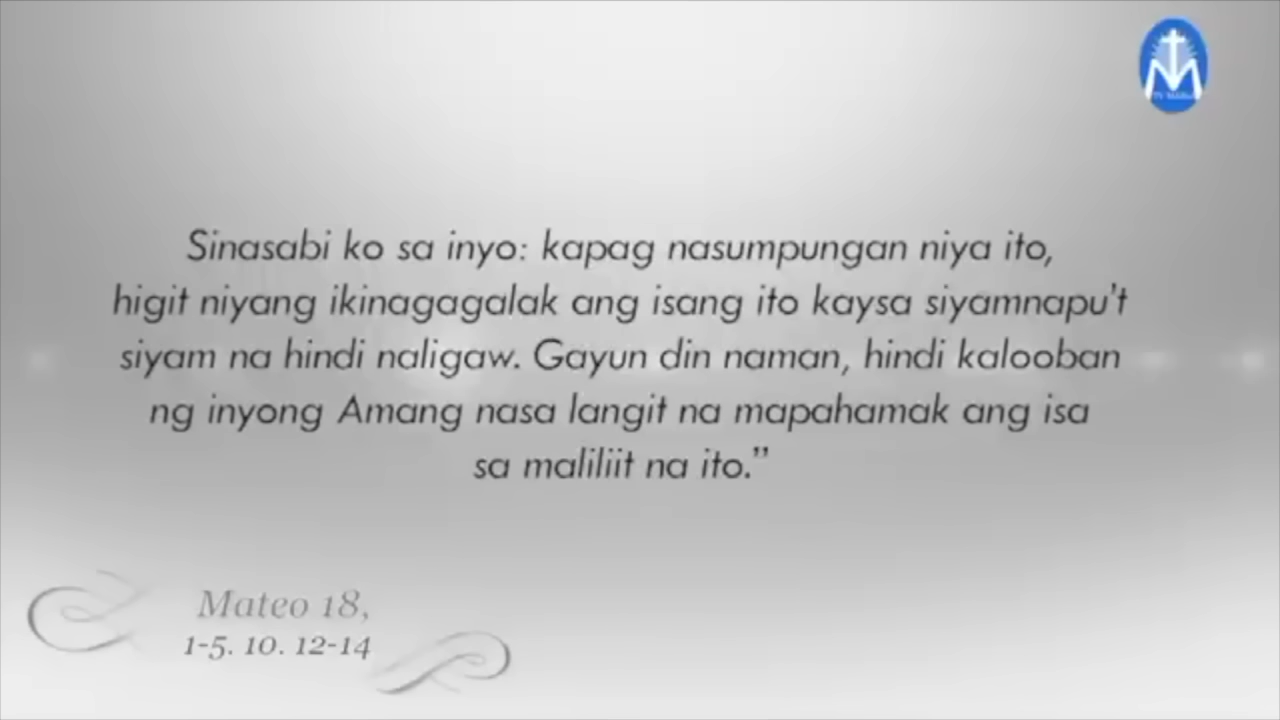 Sinasabi ko sa inyo: kapag nasumpungan niya ito,
higit niyang ikinagagalak ang isang ito kaysa siyamnapu't
siyam na hindi naligaw. Gayun din naman, hindi kalooban
ng inyong Amang nasa langit na mapahamak ang isa
sa maliliit na ito.”
Mateo 18,
1-5. 10. 12-14